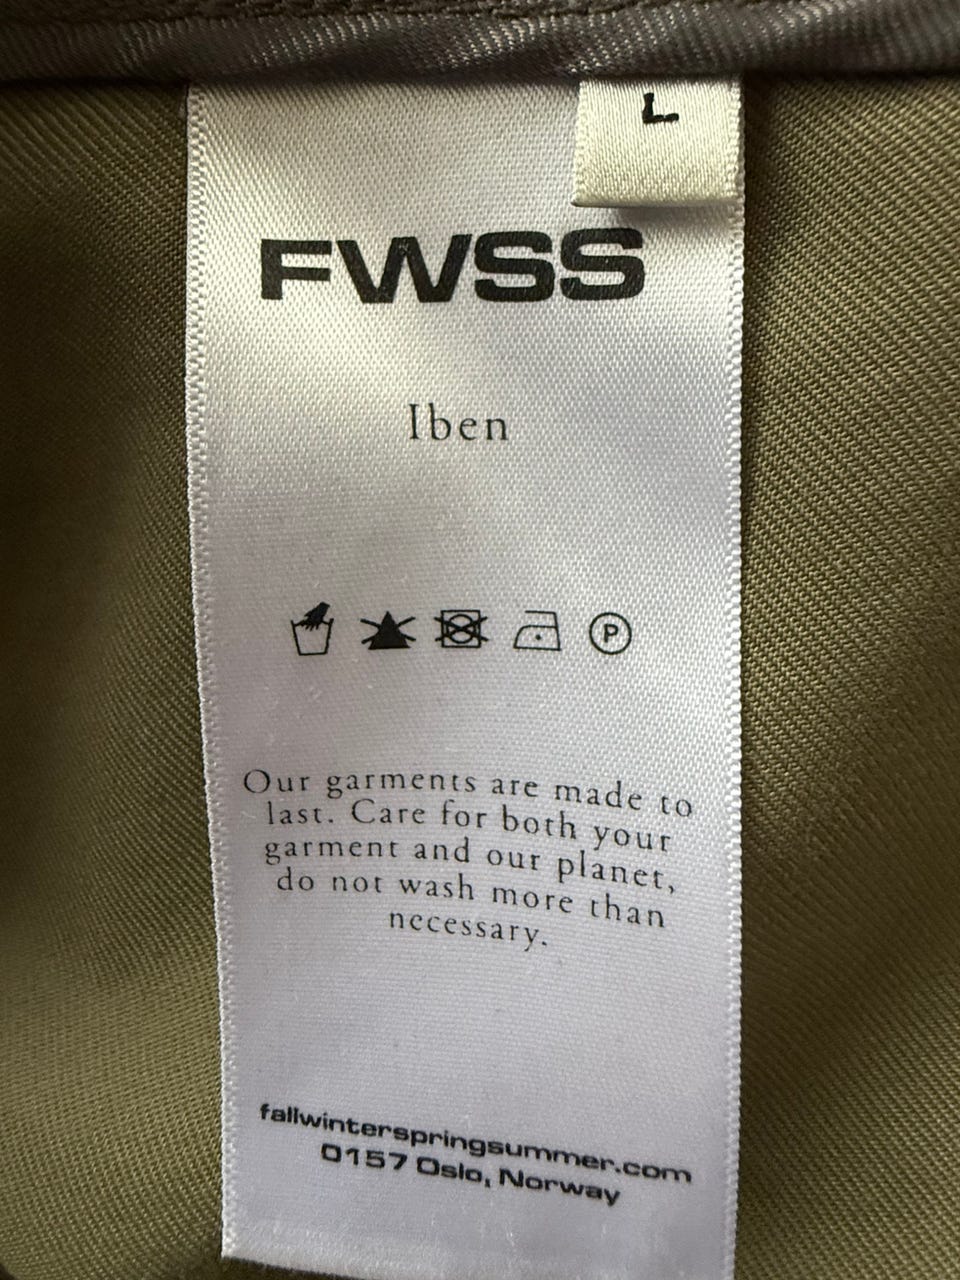 L
FWSS
Iben
P
Our garments are made to
last. Care for both your
garment and our planet,
do not wash more than
necessary.
fallwinterspringsummer.com
0157 Oslo, Norway